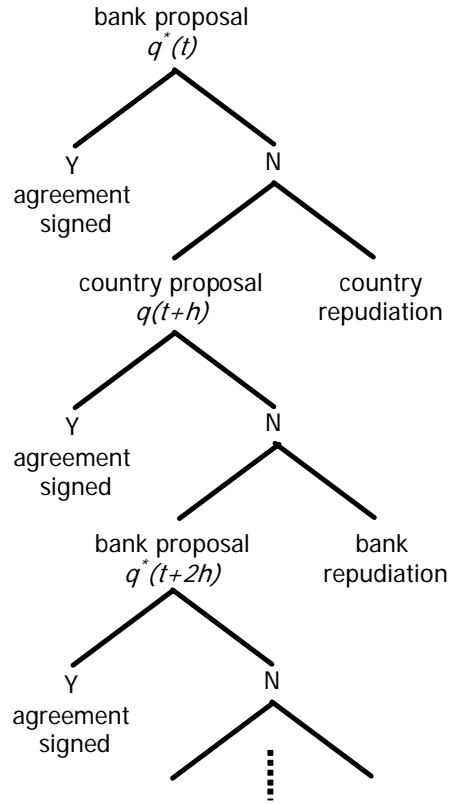 bank proposal
q*(t)
Y
N
agreement
signed
country proposal
q(t+h)
country
repudiation
Y
N
agreement
signed
bank proposal
q*(t+2h)
bank
repudiation
Y
N
agreement
signed